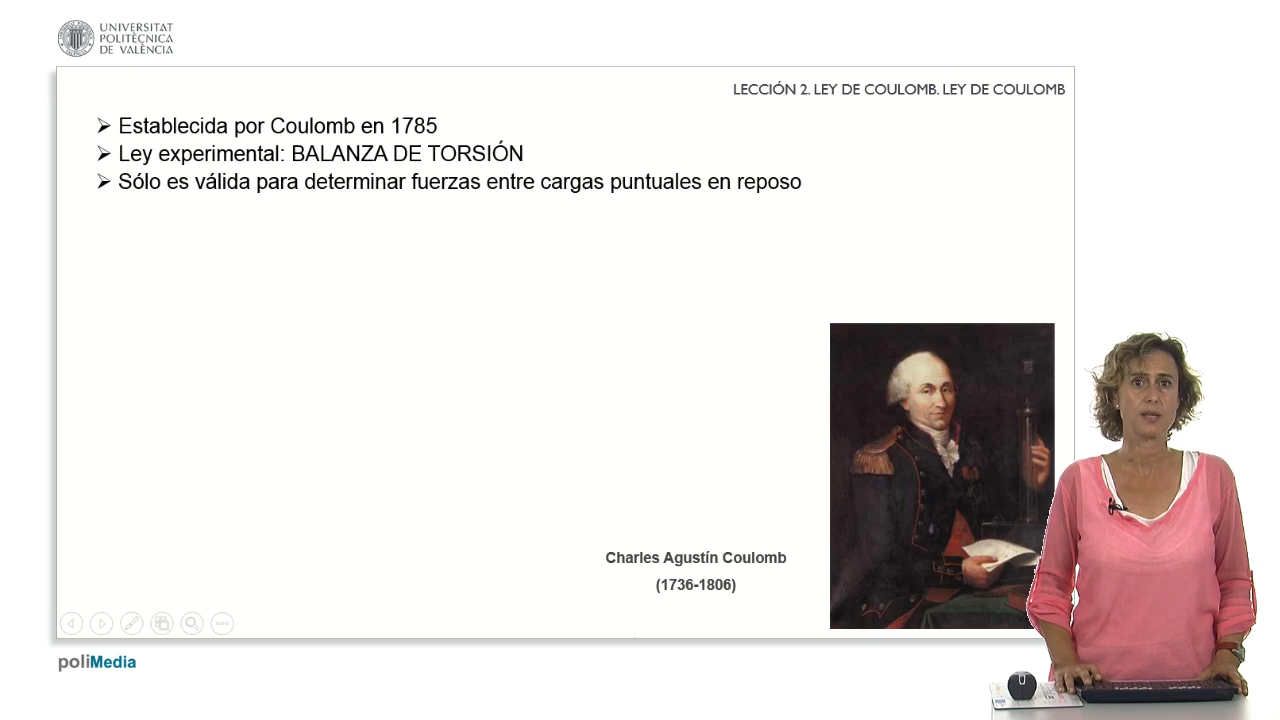 UNIVERSITAT
POLITÈCNICA
DE VALÈNCIA
LECCIÓN 2. LEY DE COULOMB. LEY DE COULOMB
➢ Establecida por Coulomb en 1785
➢ Ley experimental: BALANZA DE TORSIÓN
➢ Sólo es válida para determinar fuerzas entre cargas puntuales en reposo
Charles Agustín Coulomb
(1736-1806)
poliMedia